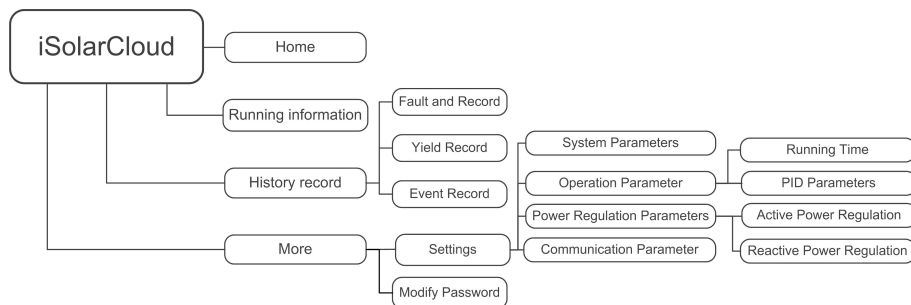 iSolarCloud
Home
Running information
History record
Fault and Record
Yield Record
Event Record
More
Settings
Modify Password
System Parameters
Operation Parameter
Power Regulation Parameters
Communication Parameter
Running Time
PID Parameters
Active Power Regulation
Reactive Power Regulation